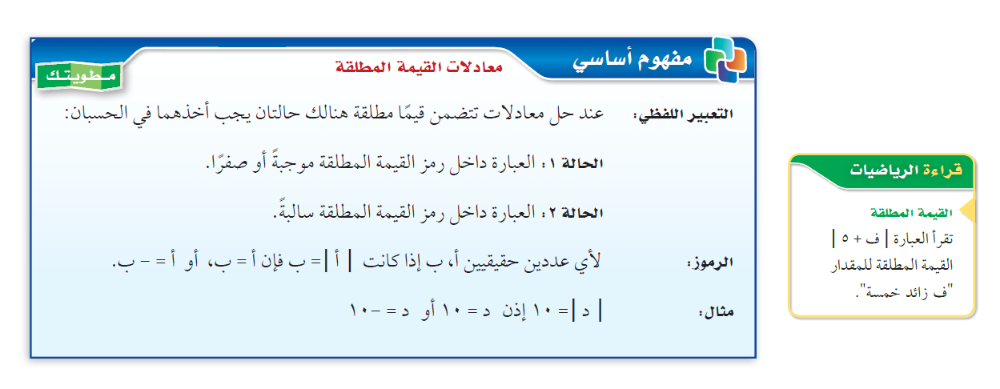 مفهوم أساسي
معادلات القيمة المطلقة
مـطويتـك
التعبير اللفظي: عند حل معادلات تتضمن قيمًا مطلقة هنالك حالتان يجب أخذهما في الحسبان:
الحالة ١: العبارة داخل رمز القيمة المطلقة موجبةً أو صفرًا.
الحالة ٢: العبارة داخل رمز القيمة المطلقة سالبةً.
الرموز: لأي عددين حقيقيين أ، ب إذا كانت | أ |= ب فإن أ = ب، أو أ = – ب.
مثال: | د |= ١٠ إذن د = ١٠ أو د = –١٠
قراءة الرياضيات
القيمة المطلقة
تقرأ العبارة | ف + ٥ |
القيمة المطلقة للمقدار
"ف زائد خمسة".